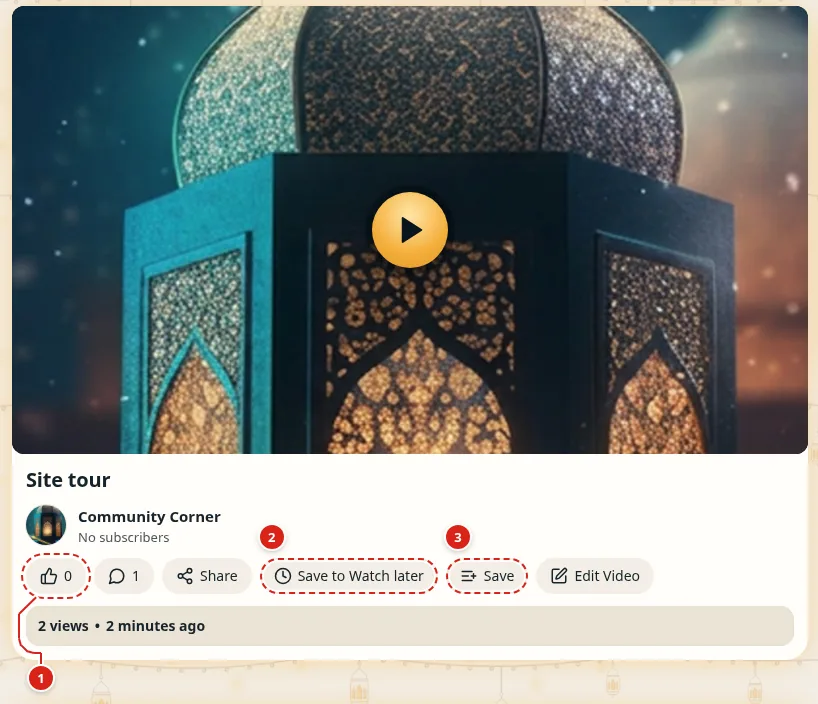 Site tour
Community Corner
No subscribers
2
3
0
1
Share
Save to Watch later
Save
Edit Video
2 views • 2 minutes ago
1